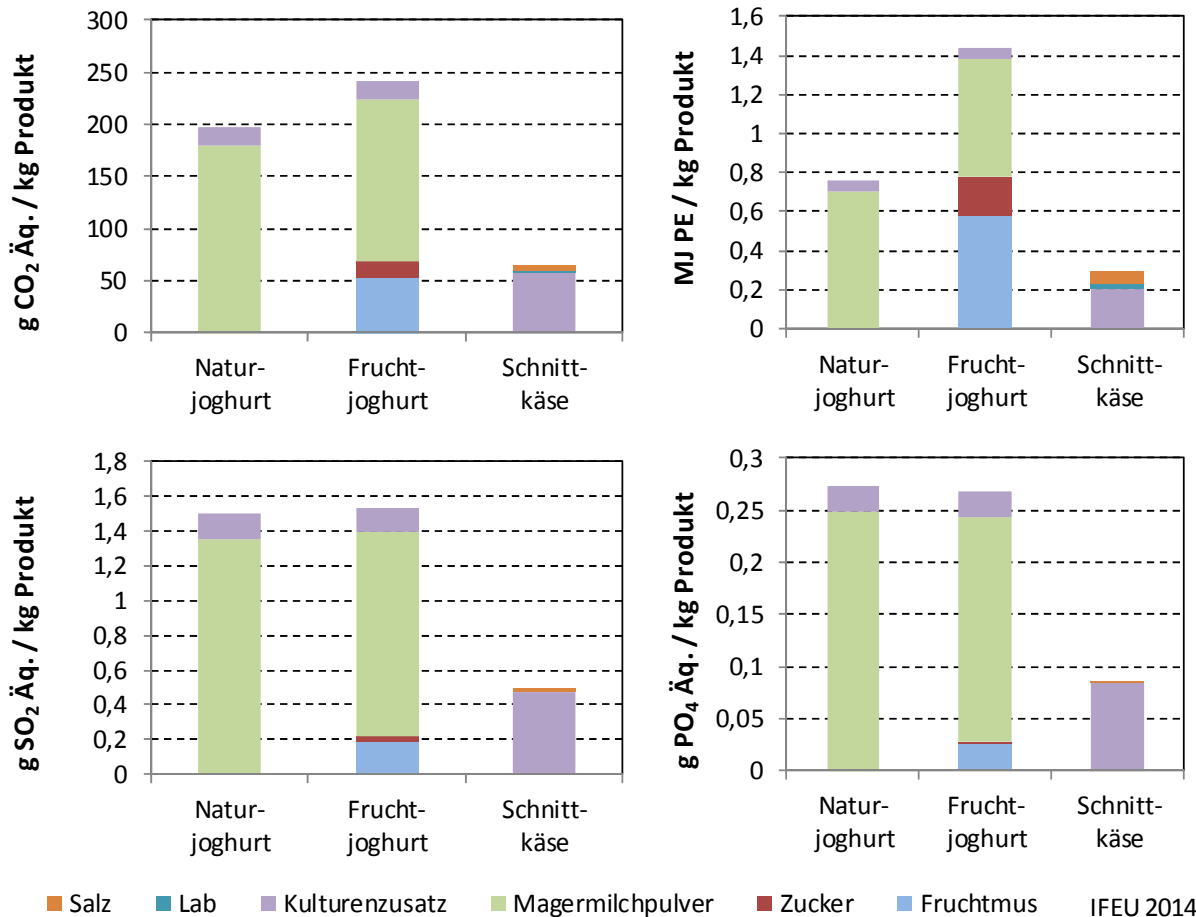 g CO₂ Äq. / kg Produkt
300
250
200
150
100
50
0
Natur-
joghurt
Frucht-
joghurt
Schnitt-
käse
MJ PE / kg Produkt
1,6
1,4
1,2
1
0,8
0,6
0,4
0,2
0
Natur-
joghurt
Frucht-
joghurt
Schnitt-
käse
g SO₂ Äq. / kg Produkt
1,8
1,6
1,4
1,2
1
0,8
0,6
0,4
0,2
0
Natur-
joghurt
Frucht-
joghurt
Schnitt-
käse
g PO₄ Äq. / kg Produkt
0,3
0,25
0,2
0,15
0,1
0,05
0
Natur-
joghurt
Frucht-
joghurt
Schnitt-
käse
Salz Lab Kulturenzusatz Magermilchpulver Zucker Fruchtmus IFEU 2014